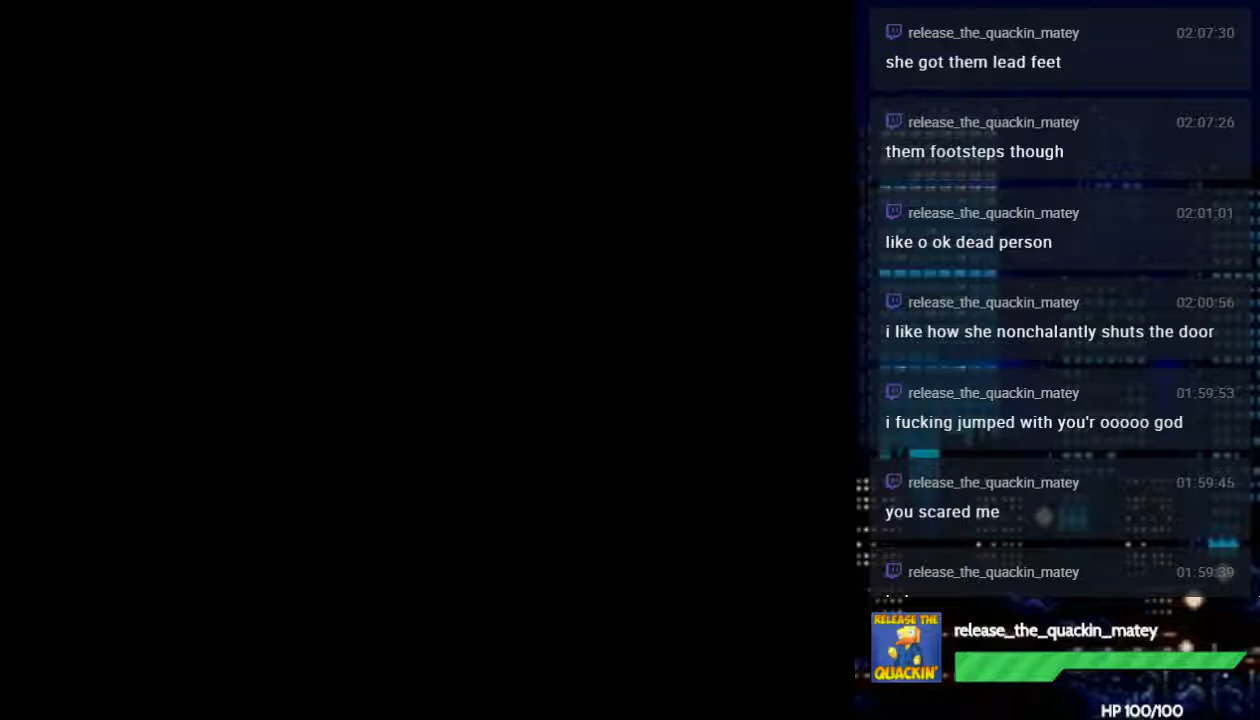 release_the_quackin_matey 02:07:30
she got them lead feet
release_the_quackin_matey 02:07:26
them footsteps though
release_the_quackin_matey 02:01:01
like o ok dead person
release_the_quackin_matey 02:00:56
i like how she nonchalantly shuts the door
release_the_quackin_matey 01:59:53
i fucking jumped with you'r ooooo god
release_the_quackin_matey 01:59:45
you scared me
release_the_quackin_matey 01:59:39
RELEASE THE
QUACKIN'
release_the_quackin_matey
HP 100/100